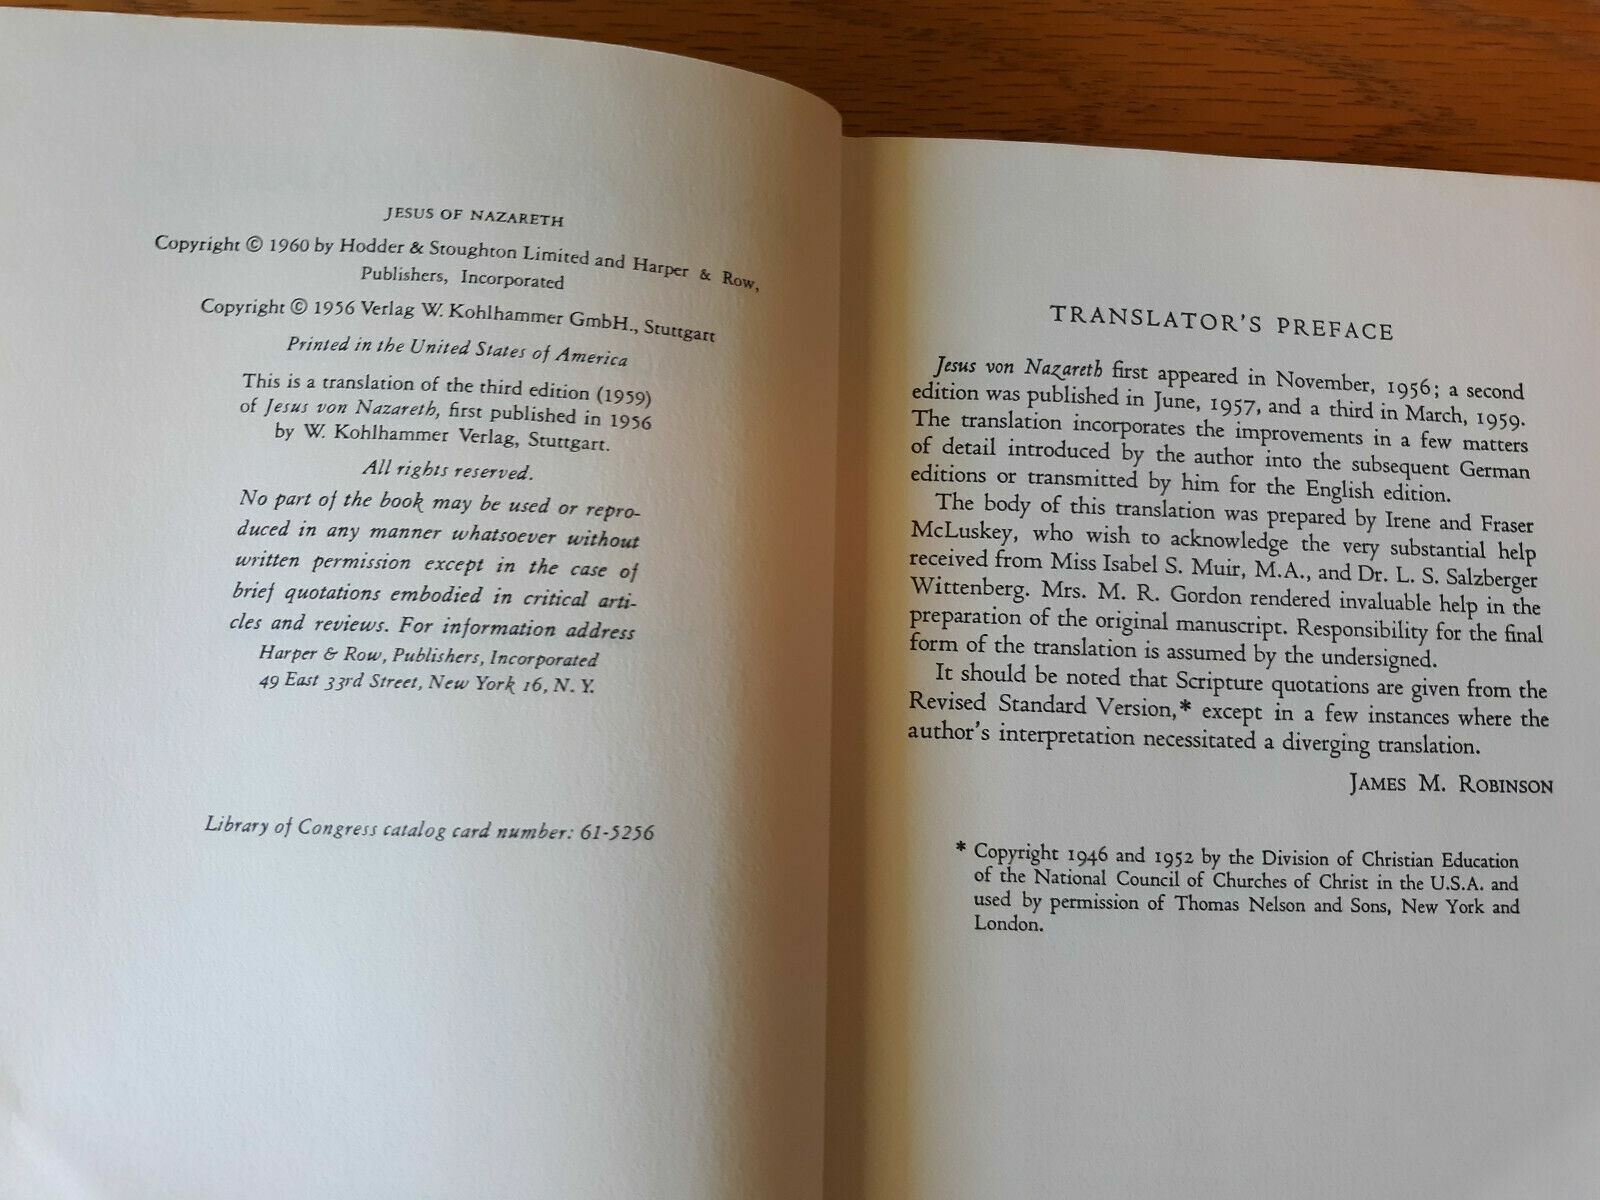 JESUS OF NAZARETH
Copyright © 1960 by Hodder & Stoughton Limited and Harper & Row,
Publishers, Incorporated
Copyright © 1956 Verlag W. Kohlhammer GmbH., Stuttgart
Printed in the United States of America
This is a translation of the third edition (1959)
of Jesus von Nazareth, first published in 1956
by W. Kohlhammer Verlag, Stuttgart.
All rights reserved.
No part of the book may be used or repro-
duced in any manner whatsoever without
written permission except in the case of
brief quotations embodied in critical arti-
cles and reviews. For information address
Harper & Row, Publishers, Incorporated
49 East 33rd Street, New York 16, N. Y.
Library of Congress catalog card number: 61-5256
TRANSLATOR'S PREFACE
Jesus von Nazareth first appeared in November, 1956; a second
edition was published in June, 1957, and a third in March, 1959.
The translation incorporates the improvements in a few matters
of detail introduced by the author into the subsequent German
editions or transmitted by him for the English edition.
The body of this translation was prepared by Irene and Fraser
McLuskey, who wish to acknowledge the very substantial help
received from Miss Isabel S. Muir, M.A., and Dr. L. S. Salzberger
Wittenberg. Mrs. M. R. Gordon rendered invaluable help in the
preparation of the original manuscript. Responsibility for the final
form of the translation is assumed by the undersigned.
It should be noted that Scripture quotations are given from the
Revised Standard Version,* except in a few instances where the
author's interpretation necessitated a diverging translation.
JAMES M. ROBINSON
* Copyright 1946 and 1952 by the Division of Christian Education
of the National Council of Churches of Christ in the U.S.A. and
used by permission of Thomas Nelson and Sons, New York and
London.